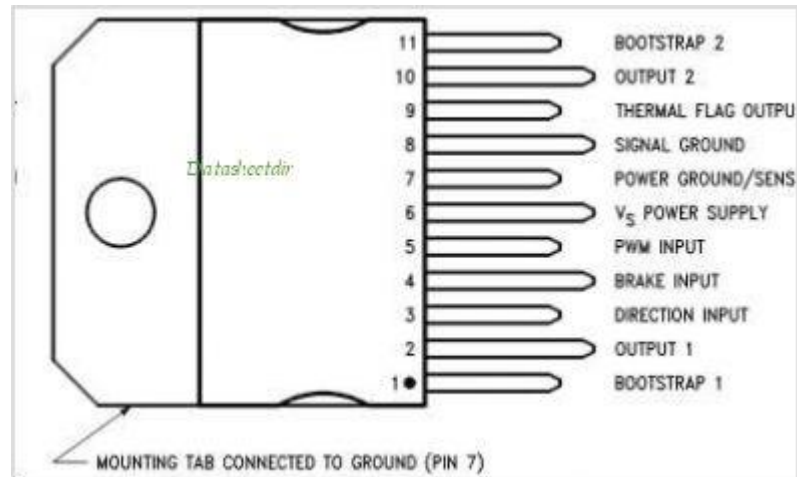 11 BOOTSTRAP 2
10 OUTPUT 2
9 THERMAL FLAG OUTPU
8 SIGNAL GROUND
7 POWER GROUND/SENS
6 VS POWER SUPPLY
5 PWM INPUT
4 BRAKE INPUT
3 DIRECTION INPUT
2 OUTPUT 1
1 BOOTSTRAP 1
Datasheetdir
MOUNTING TAB CONNECTED TO GROUND (PIN 7)